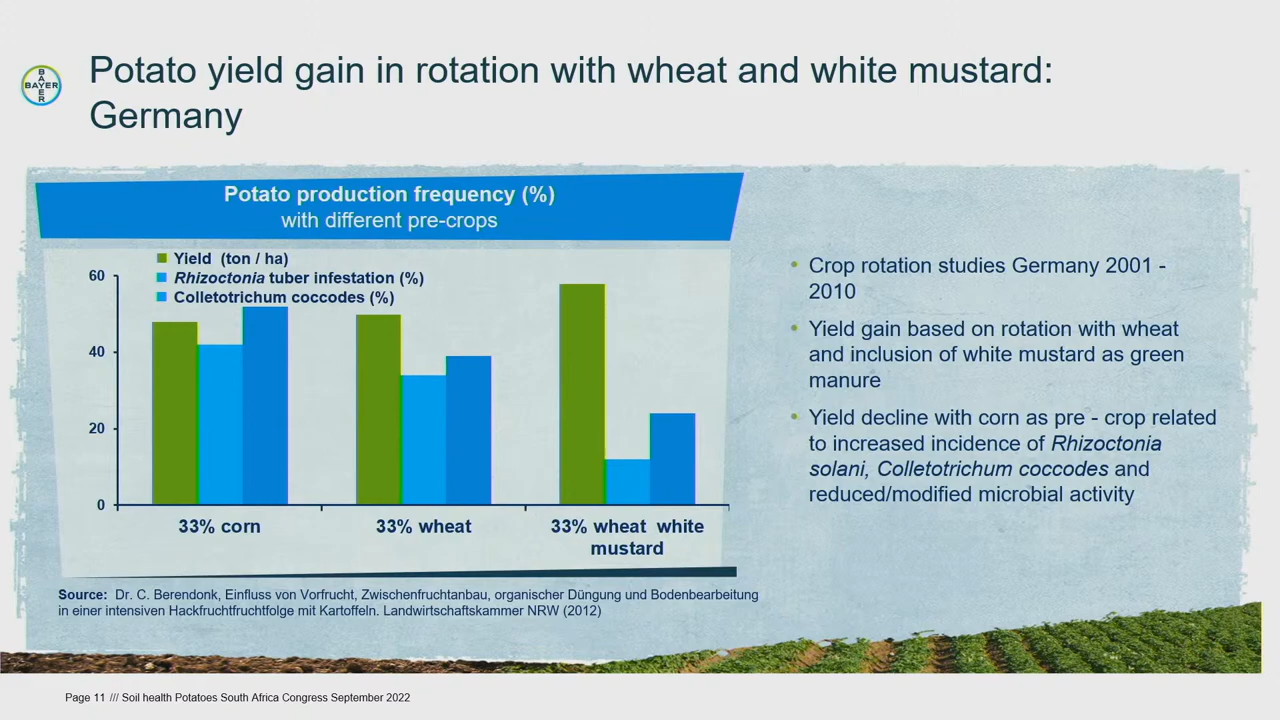 Potato yield gain in rotation with wheat and white mustard:
Germany
BAYER
BAYER
Potato production frequency (%)
with different pre-crops
Yield (ton / ha)
Rhizoctonia tuber infestation (%)
Colletotrichum coccodes (%)
60
40
20
0
33% corn
33% wheat
33% wheat white
mustard
• Crop rotation studies Germany 2001 -
2010
• Yield gain based on rotation with wheat
and inclusion of white mustard as green
manure
• Yield decline with corn as pre - crop related
to increased incidence of Rhizoctonia
solani, Colletotrichum coccodes and
reduced/modified microbial activity
Source: Dr. C. Berendonk, Einfluss von Vorfrucht, Zwischenfruchtanbau, organischer Düngung und Bodenbearbeitung
in einer intensiven Hackfruchtfruchtfolge mit Kartoffeln. Landwirtschaftskammer NRW (2012)
Page 11 /// Soil health Potatoes South Africa Congress September 2022